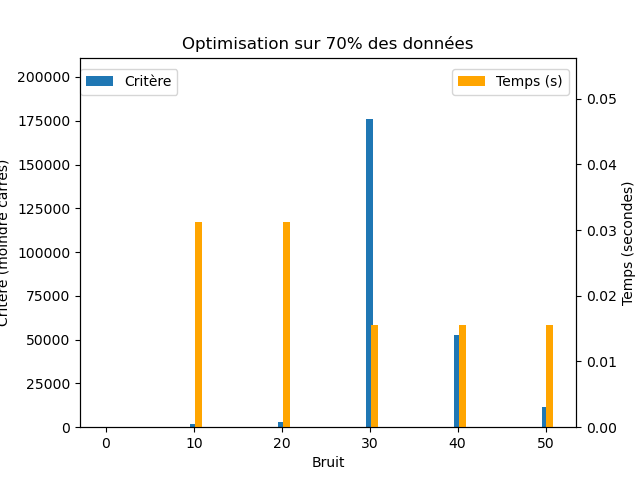 Optimisation sur 70% des données
Critère
Temps (s)
200000
175000
150000
125000
100000
75000
50000
25000
0
Critère (moindre carrés)
0.05
0.04
0.03
0.02
0.01
0.00
Temps (secondes)
0 10 20 30 40 50
Bruit